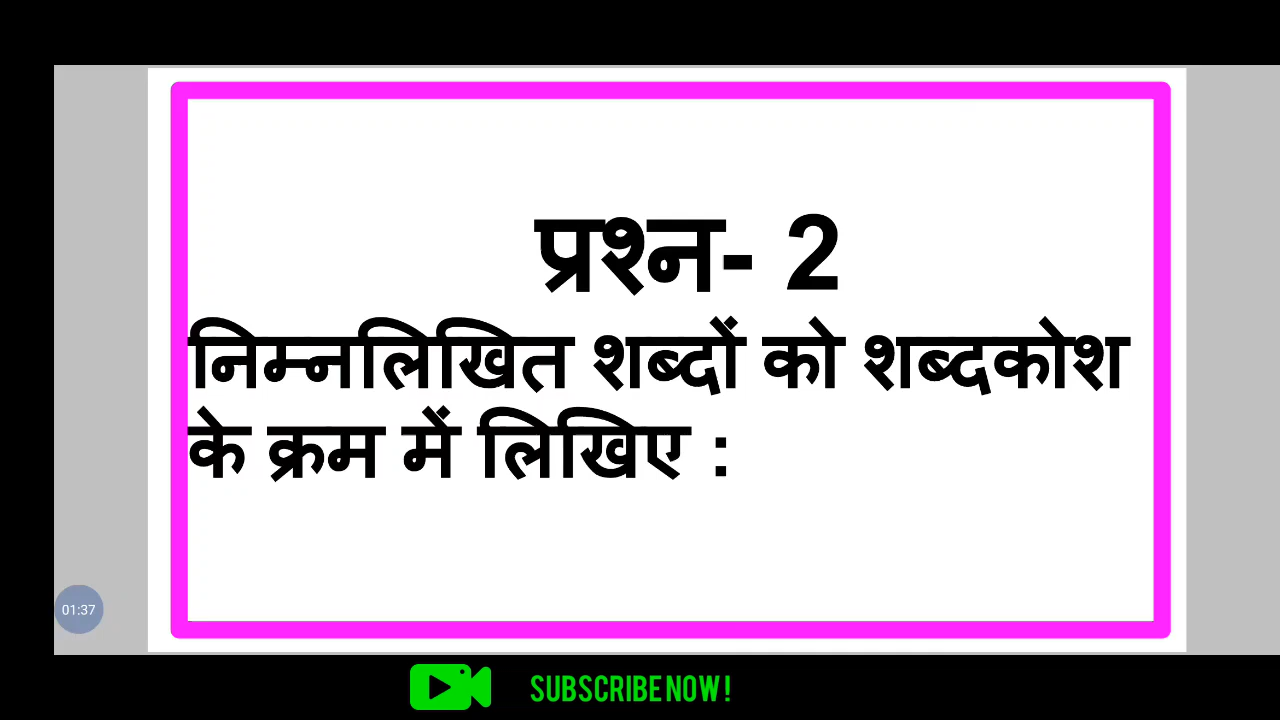 प्रश्न- 2
निम्नलिखित शब्दों को शब्दकोश
के क्रम में लिखिए :
01:37
SUBSCRIBE NOW !